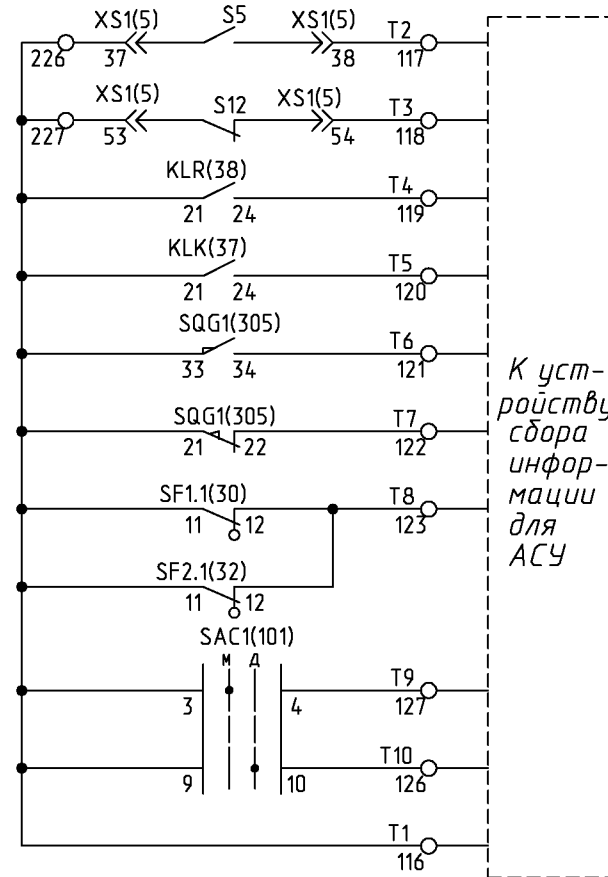 XS1(5) S5 XS1(5) T2
226 37 38 117
XS1(5) S12 XS1(5) T3
227 53 54 118
KLR(38) T4
21 24 119
KLK(37) T5
21 24 120
SQG1(305) T6
33 34 121
SQG1(305) T7
21 22 122
SF1.1(30) T8
11 12 123
SF2.1(32)
11 12
SAC1(101)
М Д
3 4 T9
127
9 10 T10
126
T1
116
К уст-
ройству
сбора
инфор-
мации
для
АСУ